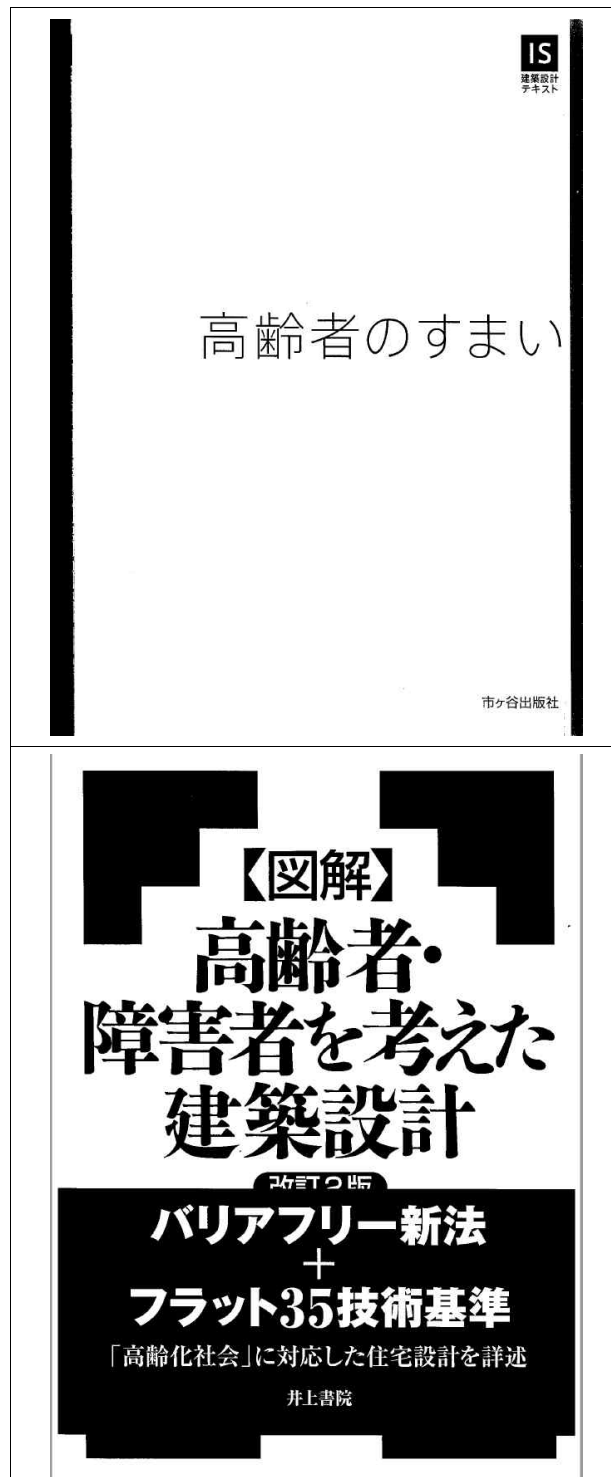 IS
建築設計
テキスト
高齢者のすまい
市ヶ谷出版社
【図解】
高齢者・
障害者を考えた
建築設計
改訂2版
バリアフリー新法
＋
フラット35技術基準
「高齢化社会」に対応した住宅設計を詳述
井上書院